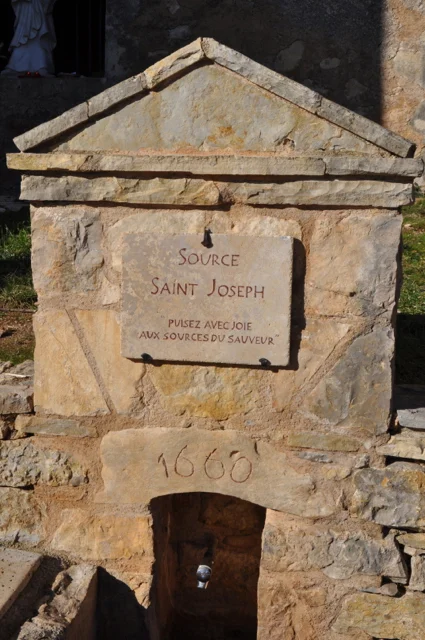 SOURCE
SAINT JOSEPH
PUISEZ AVEC JOIE
AUX SOURCES DU SAUVEUR
1660